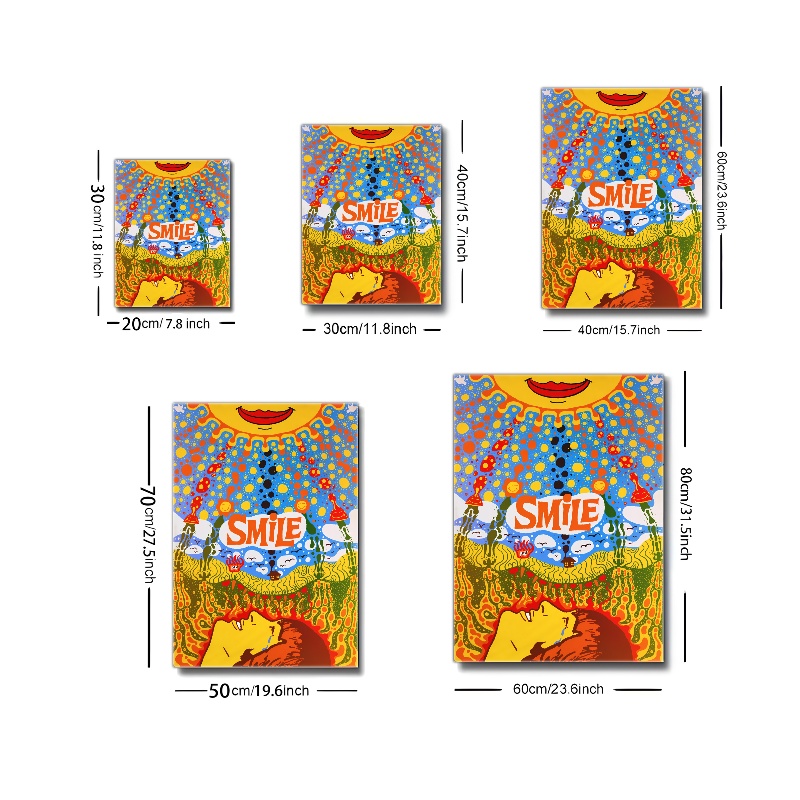 SMiLE
30cm/11.8 inch
20cm/ 7.8 inch
SMiLE
40cm/15.7inch
30cm/11.8inch
SMiLE
60cm/23.6inch
40cm/15.7inch
SMiLE
70cm/27.5inch
50cm/19.6inch
SMiLE
80cm/31.5inch
60cm/23.6inch